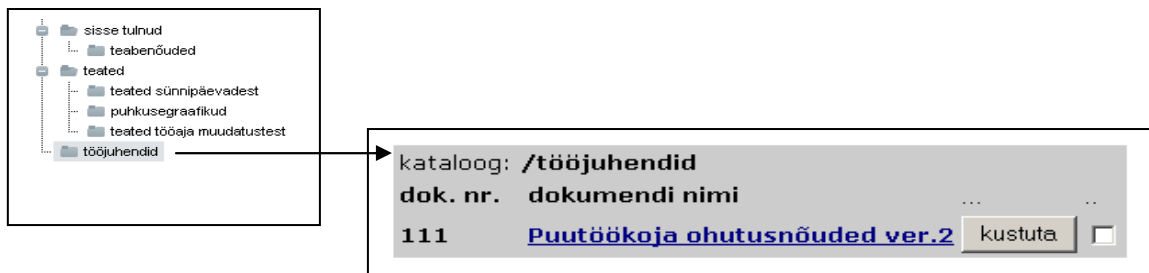 sisse tulnud
teabenőuded
teated
teated sünnipäevadest
puhkusegraafikud
teated tööaja muudatustest
tööjuhendid
kataloog: /tööjuhendid
dok. nr. dokumendi nimi ... ..
111 Puutöökoja ohutusnõuded ver.2 kustuta